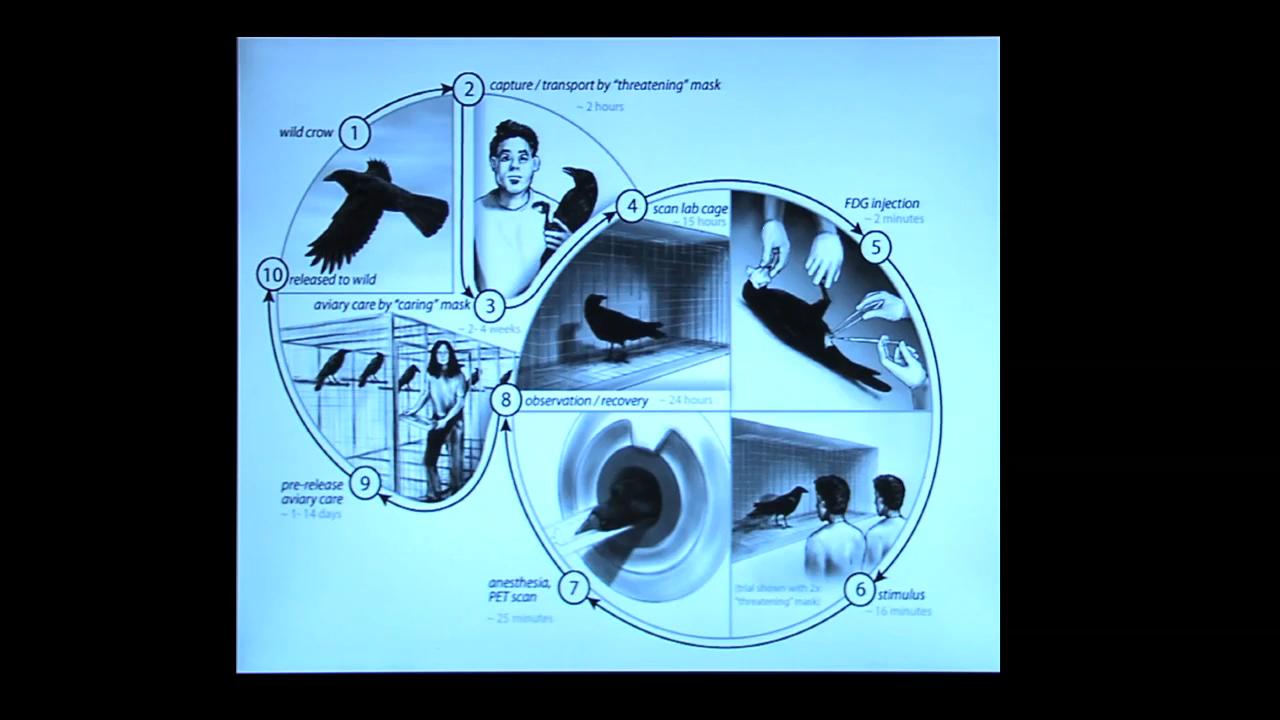 1
wild crow
2
capture / transport by "threatening" mask
~ 2 hours
3
aviary care by "caring" mask
~ 2- 4 weeks
4
scan lab cage
~ 15 hours
5
FDG injection
~ 2 minutes
6
stimulus
~ 16 minutes
(trial shown with 2x
"threatening" mask)
7
anesthesia,
PET scan
~ 25 minutes
8
observation / recovery
~ 24 hours
9
pre-release
aviary care
~ 1- 14 days
10
released to wild